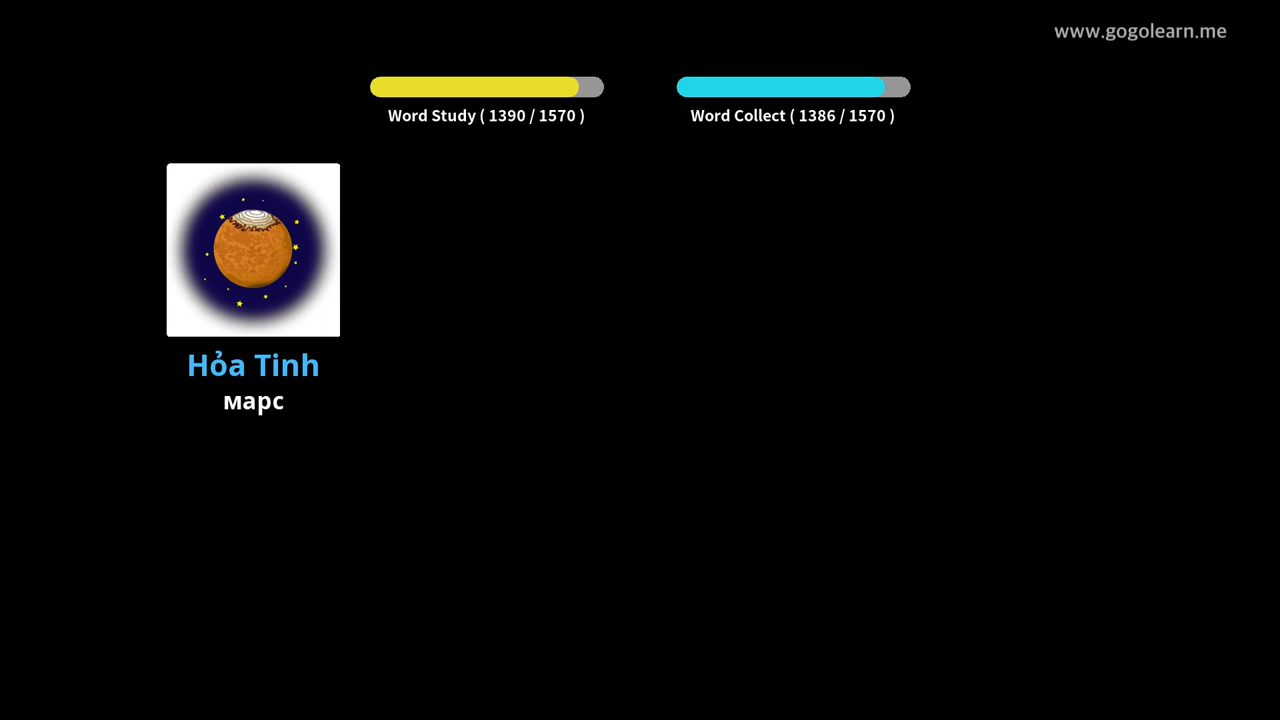 www.gogolearn.me
Word Study ( 1390 / 1570 )
Word Collect ( 1386 / 1570 )
Hỏa Tinh
марс